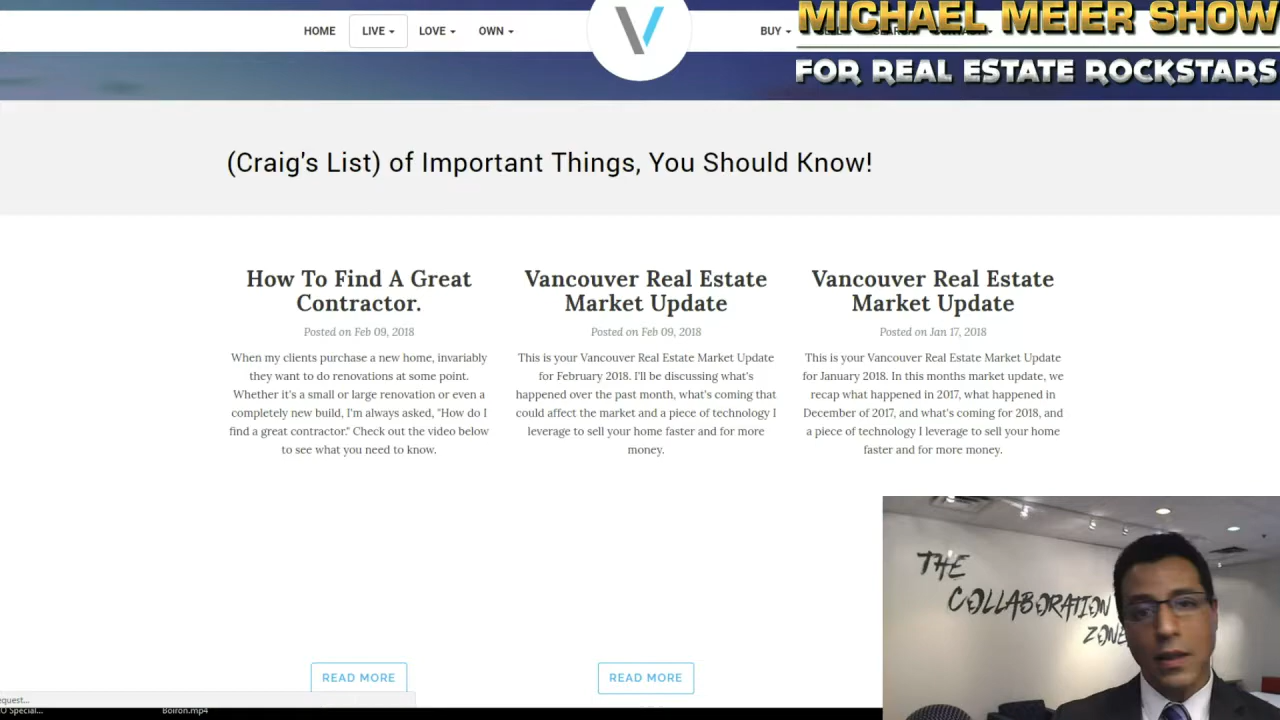 HOME LIVE LOVE OWN BUY
MICHAEL MEIER SHOW
FOR REAL ESTATE ROCKSTARS
(Craig's List) of Important Things, You Should Know!
How To Find A Great
Contractor.
Posted on Feb 09, 2018
When my clients purchase a new home, invariably
they want to do renovations at some point.
Whether it's a small or large renovation or even a
completely new build, I'm always asked, "How do I
find a great contractor." Check out the video below
to see what you need to know.
READ MORE
Vancouver Real Estate
Market Update
Posted on Feb 09, 2018
This is your Vancouver Real Estate Market Update
for February 2018. I'll be discussing what's
happened over the past month, what's coming that
could affect the market and a piece of technology I
leverage to sell your home faster and for more
money.
READ MORE
Vancouver Real Estate
Market Update
Posted on Jan 17, 2018
This is your Vancouver Real Estate Market Update
for January 2018. In this months market update, we
recap what happened in 2017, what happened in
December of 2017, and what's coming for 2018, and
a piece of technology I leverage to sell your home
faster and for more money.
THE
COLLABORATION
ZONE
equest...
O Special... Boiron.mp4